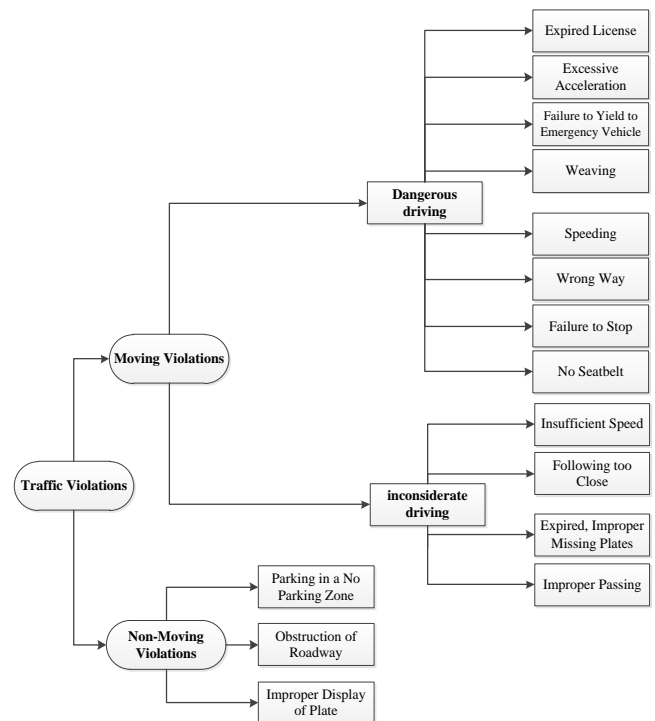 Expired License
Excessive
Acceleration
Failure to Yield to
Emergency Vehicle
Weaving
Dangerous
driving
Speeding
Wrong Way
Failure to Stop
No Seatbelt
Moving Violations
Insufficient Speed
Following too
Close
inconsiderate
driving
Expired, Improper
Missing Plates
Improper Passing
Traffic Violations
Parking in a No
Parking Zone
Non-Moving
Violations
Obstruction of
Roadway
Improper Display
of Plate